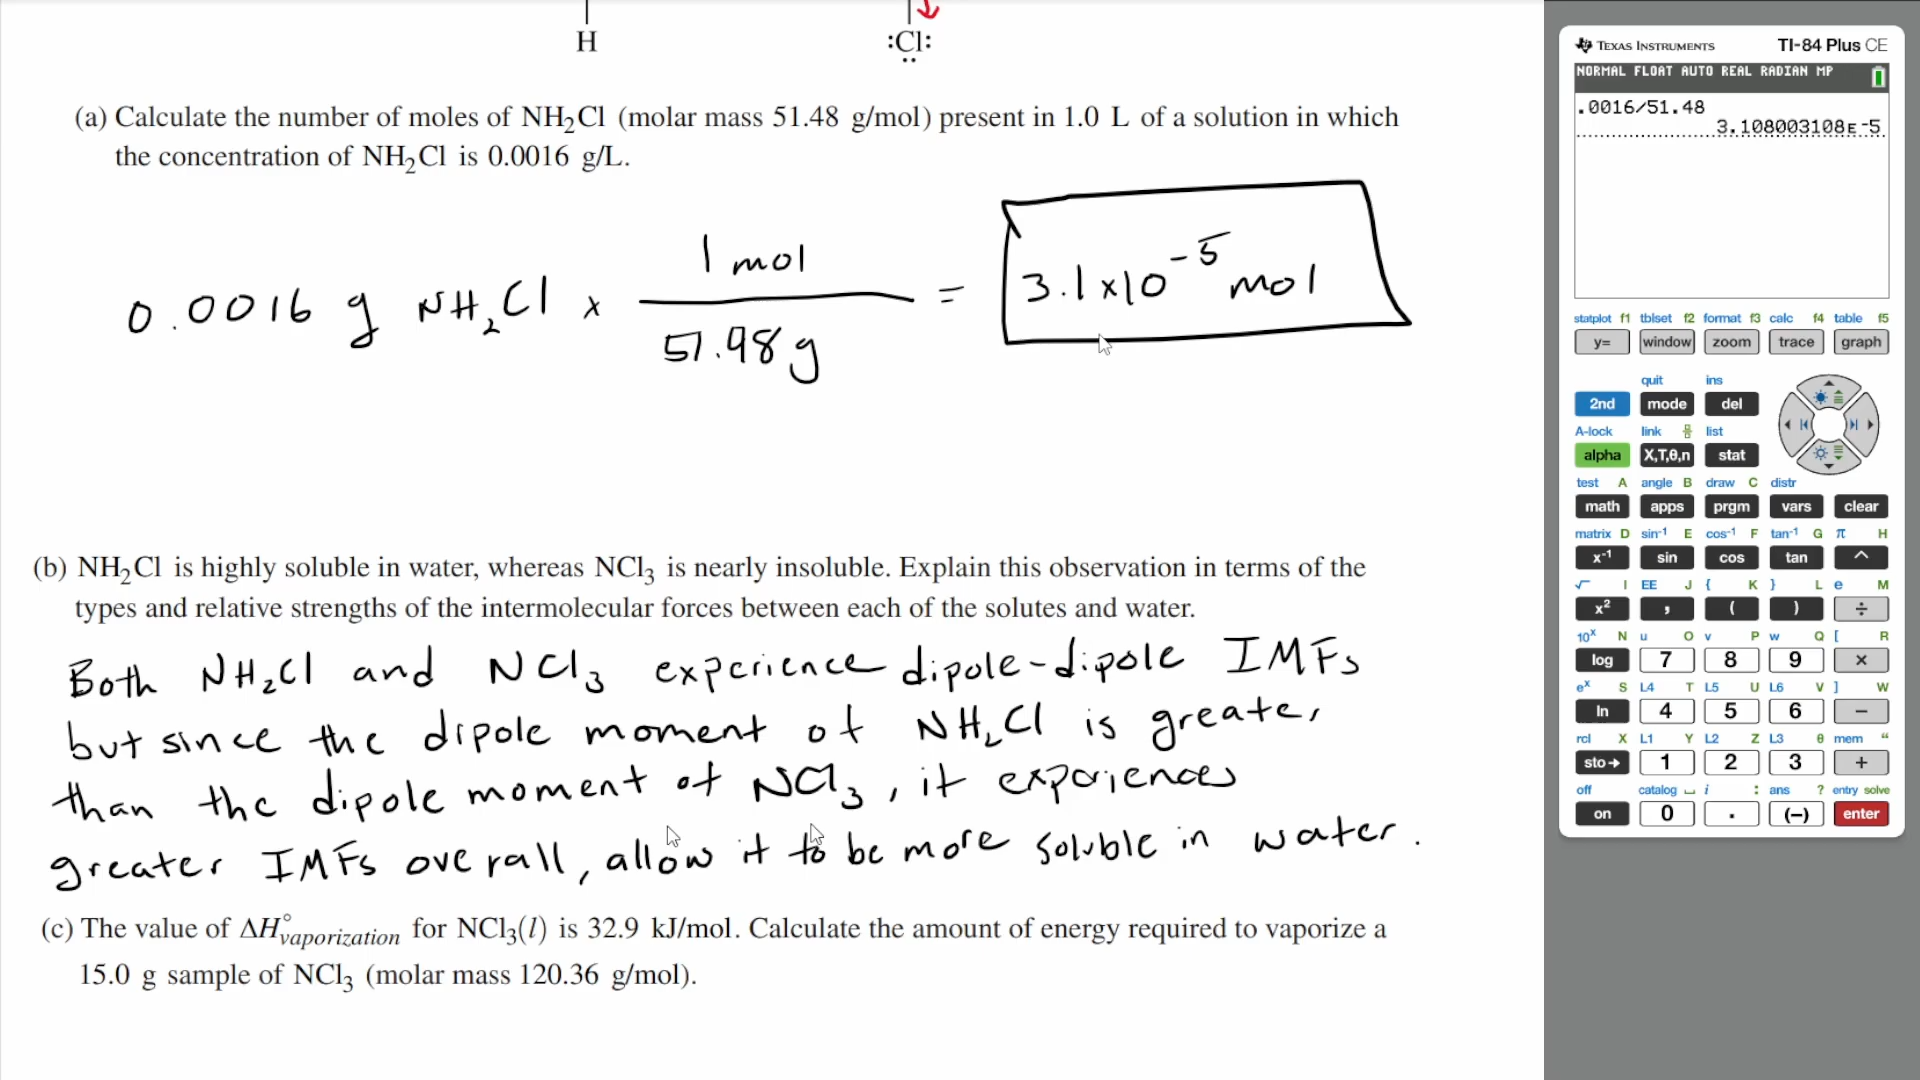 H
:Cl:
(a) Calculate the number of moles of NH₂Cl (molar mass 51.48 g/mol) present in 1.0 L of a solution in which
the concentration of NH₂Cl is 0.0016 g/L.
0.0016 g NH₂Cl × 1 mol / 51.48 g = 3.1×10⁻⁵ mol
(b) NH₂Cl is highly soluble in water, whereas NCl₃ is nearly insoluble. Explain this observation in terms of the
types and relative strengths of the intermolecular forces between each of the solutes and water.
Both NH₂Cl and NCl₃ experience dipole-dipole IMFs
but since the dipole moment of NH₂Cl is greater
than the dipole moment of NCl₃, it experiences
greater IMFs overall, allow it to be more soluble in water.
(c) The value of ΔH°vaporization for NCl₃(l) is 32.9 kJ/mol. Calculate the amount of energy required to vaporize a
15.0 g sample of NCl₃ (molar mass 120.36 g/mol).
TEXAS INSTRUMENTS TI-84 Plus CE
NORMAL FLOAT AUTO REAL RADIAN MP
.0016/51.48
3.108003108E-5
statplot f1 tblset f2 format f3 calc f4 table f5
y= window zoom trace graph
quit ins
2nd mode del
A-lock link list
alpha X,T,θ,n stat
test A angle B draw C distr
math apps prgm vars clear
matrix D sin⁻¹ E cos⁻¹ F tan⁻¹ G π H
x⁻¹ sin cos tan ^
√ I EE J { K } L e M
x² , ( ) ÷
10ˣ N u O v P w Q [ R
log 7 8 9 ×
eˣ S L4 T L5 U L6 V ] W
ln 4 5 6 −
rcl X L1 Y L2 Z L3 θ mem "
sto→ 1 2 3 +
off catalog ⎵ i : ans ? entry solve
on 0 . (−) enter